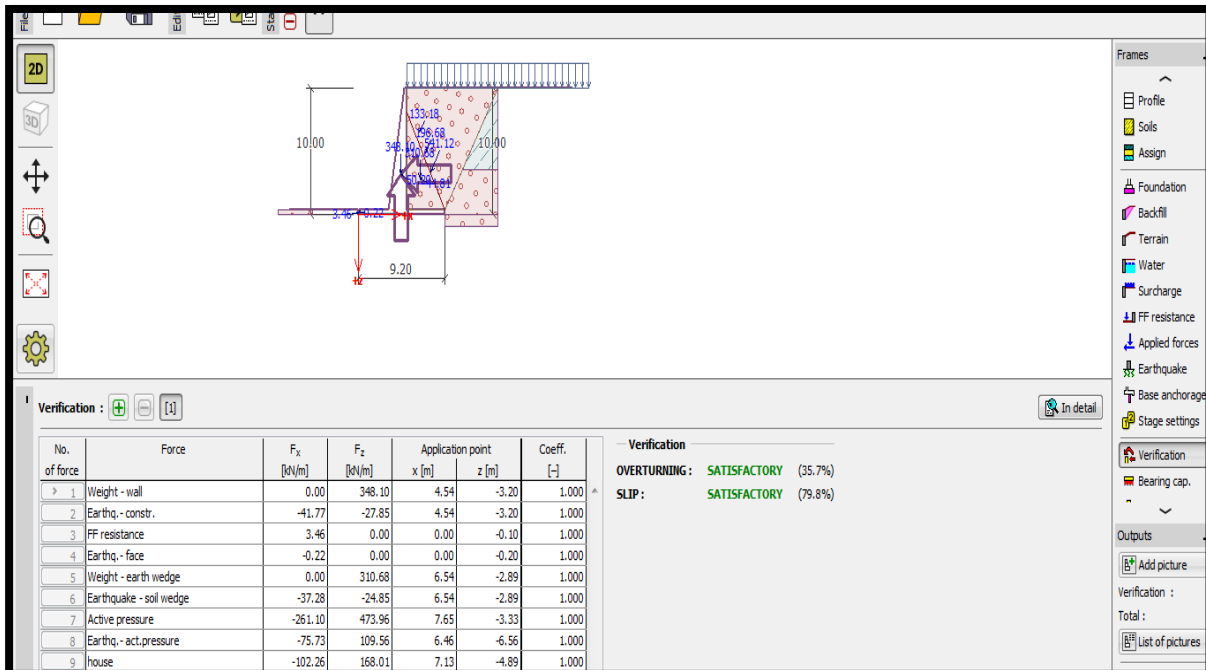 File
Edi
Sta
2D
3D
10.00
133.18
196.68
541.12
348.10
310.68
10.00
3.46
-0.22
+x
9.20
+z
Frames
Profile
Soils
Assign
Foundation
Backfill
Terrain
Water
Surcharge
FF resistance
Applied forces
Earthquake
Base anchorage
Stage settings
Verification
Bearing cap.
Outputs
Add picture
Verification :
Total :
List of pictures
Verification : [1] In detail
No. Force Fx Fz Application point Coeff.
of force [kN/m] [kN/m] x [m] z [m] [–]
> 1 Weight - wall 0.00 348.10 4.54 -3.20 1.000
2 Earthq.- constr. -41.77 -27.85 4.54 -3.20 1.000
3 FF resistance 3.46 0.00 0.00 -0.10 1.000
4 Earthq.- face -0.22 0.00 0.00 -0.20 1.000
5 Weight - earth wedge 0.00 310.68 6.54 -2.89 1.000
6 Earthquake - soil wedge -37.28 -24.85 6.54 -2.89 1.000
7 Active pressure -261.10 473.96 7.65 -3.33 1.000
8 Earthq.- act.pressure -75.73 109.56 6.46 -6.56 1.000
9 house -102.26 168.01 7.13 -4.89 1.000
Verification
OVERTURNING : SATISFACTORY (35.7%)
SLIP : SATISFACTORY (79.8%)